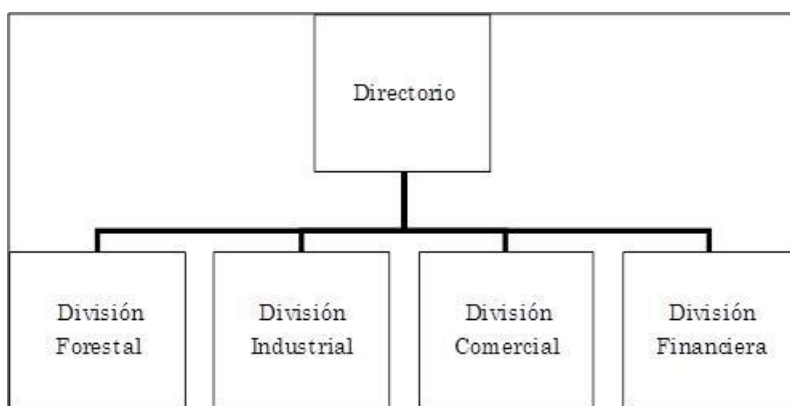 Directorio
División
Forestal
División
Industrial
División
Comercial
División
Financiera